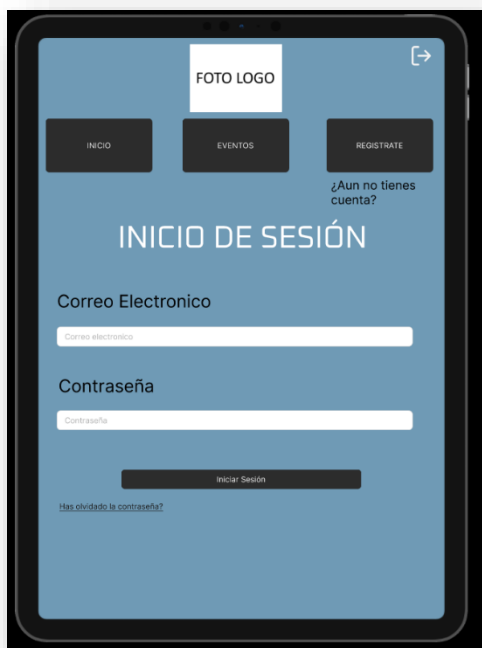 FOTO LOGO
INICIO
EVENTOS
REGISTRATE
¿Aun no tienes
cuenta?
INICIO DE SESIÓN
Correo Electronico
Correo electronico
Contraseña
Contraseña
Iniciar Sesión
Has olvidado la contraseña?